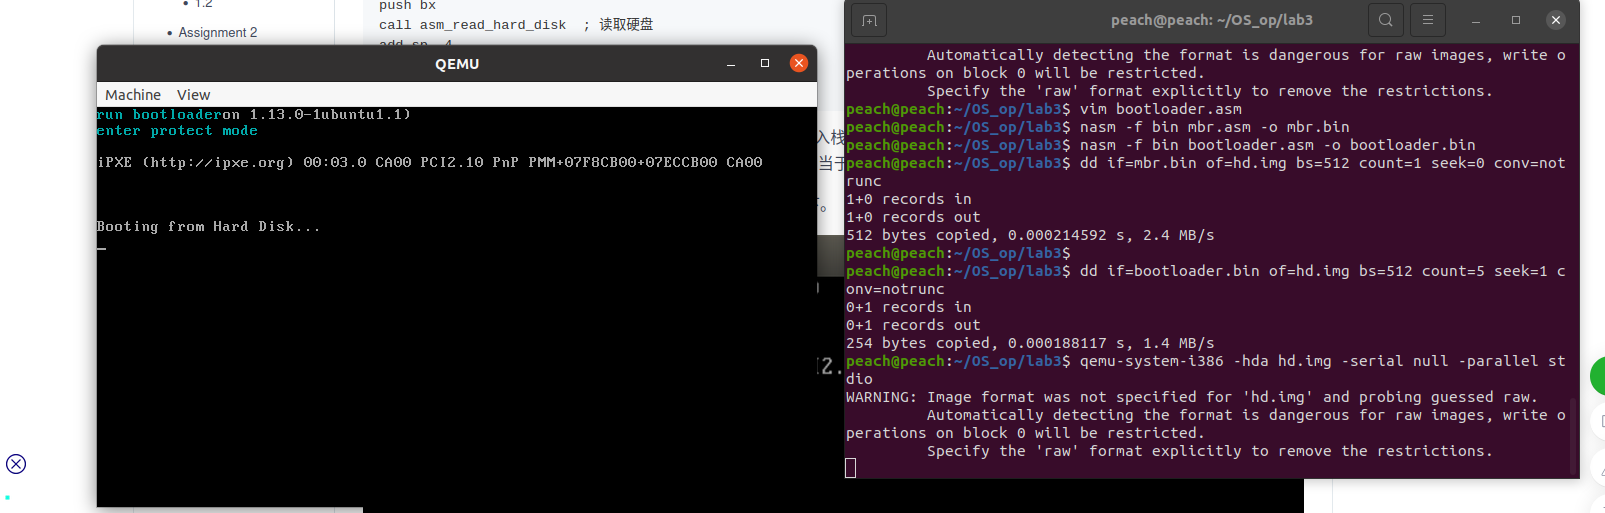 1.2
Assignment 2
push bx
call asm_read_hard_disk  ; 读取硬盘
add sp, 4
QEMU
Machine View
run bootloaderon 1.13.0-1ubuntu1.1)
enter protect mode
iPXE (http://ipxe.org) 00:03.0 CA00 PCI2.10 PnP PMM+07F8CB00+07ECCB00 CA00
Booting from Hard Disk...
入栈
当于
I2.
peach@peach: ~/OS_op/lab3
Automatically detecting the format is dangerous for raw images, write o
perations on block 0 will be restricted.
Specify the 'raw' format explicitly to remove the restrictions.
peach@peach:~/OS_op/lab3$ vim bootloader.asm
peach@peach:~/OS_op/lab3$ nasm -f bin mbr.asm -o mbr.bin
peach@peach:~/OS_op/lab3$ nasm -f bin bootloader.asm -o bootloader.bin
peach@peach:~/OS_op/lab3$ dd if=mbr.bin of=hd.img bs=512 count=1 seek=0 conv=not
runc
1+0 records in
1+0 records out
512 bytes copied, 0.000214592 s, 2.4 MB/s
peach@peach:~/OS_op/lab3$
peach@peach:~/OS_op/lab3$ dd if=bootloader.bin of=hd.img bs=512 count=5 seek=1 c
onv=notrunc
0+1 records in
0+1 records out
254 bytes copied, 0.000188117 s, 1.4 MB/s
peach@peach:~/OS_op/lab3$ qemu-system-i386 -hda hd.img -serial null -parallel st
dio
WARNING: Image format was not specified for 'hd.img' and probing guessed raw.
Automatically detecting the format is dangerous for raw images, write o
perations on block 0 will be restricted.
Specify the 'raw' format explicitly to remove the restrictions.